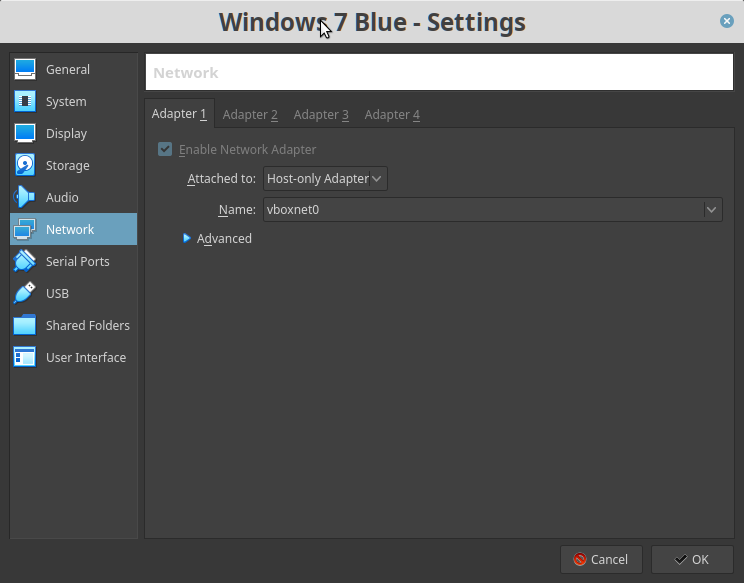 Windows 7 Blue - Settings
General
System
Display
Storage
Audio
Network
Serial Ports
USB
Shared Folders
User Interface
Network
Adapter 1 Adapter 2 Adapter 3 Adapter 4
Enable Network Adapter
Attached to: Host-only Adapter
Name: vboxnet0
Advanced
Cancel OK